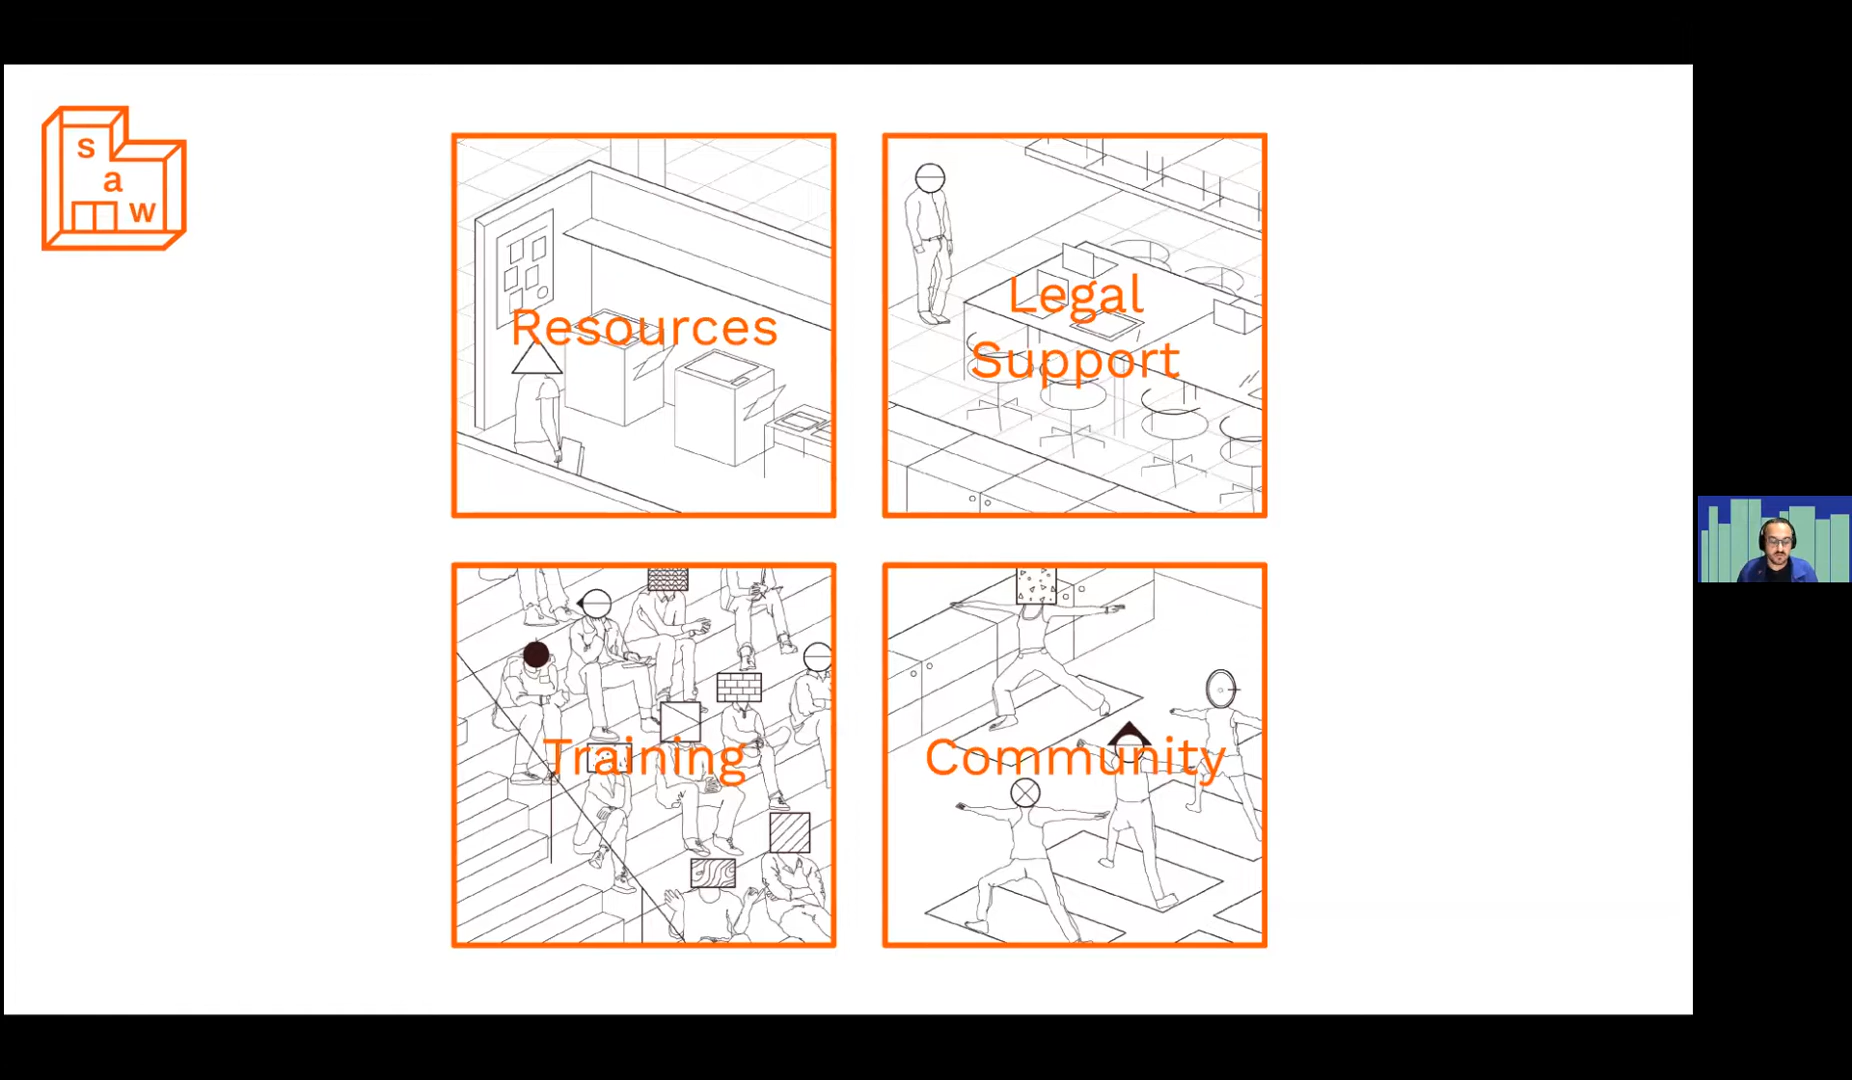 s
a
w
Resources
Legal
Support
Training
Community